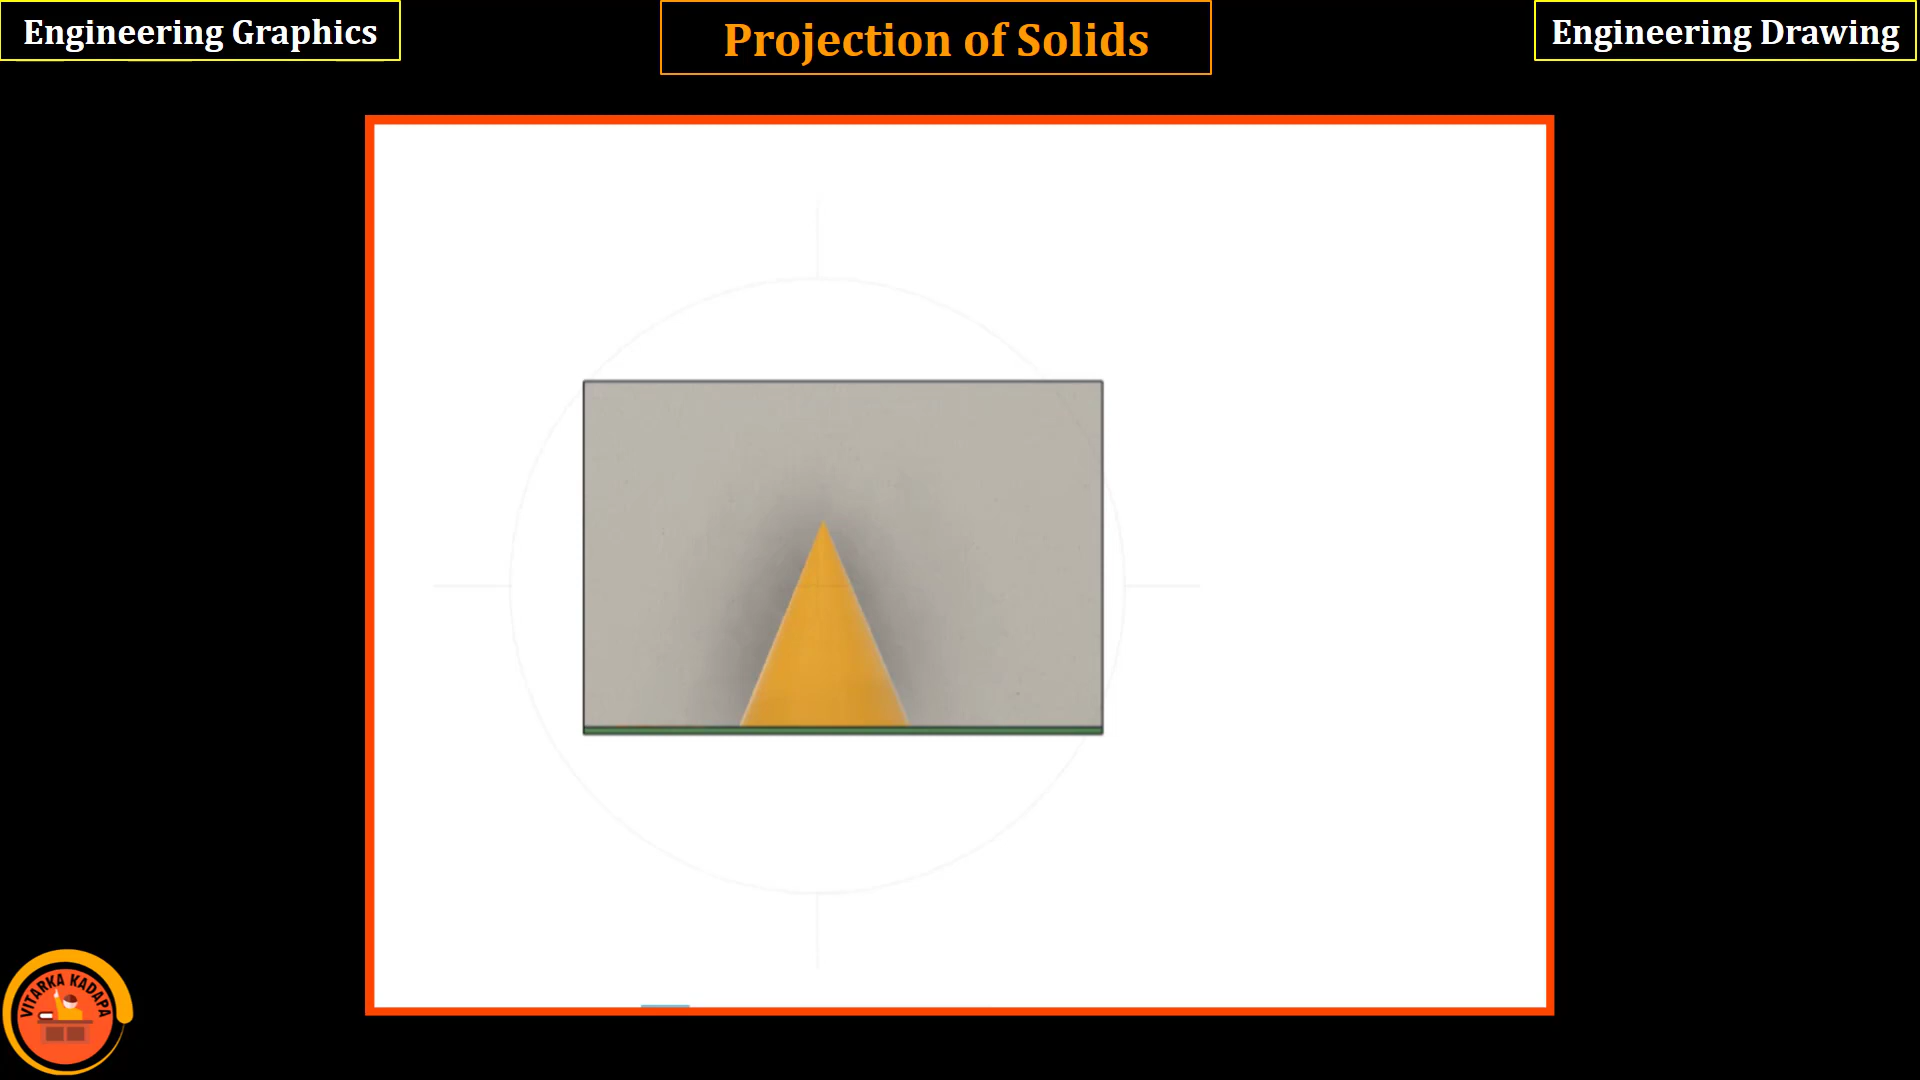 Engineering Graphics
Projection of Solids
Engineering Drawing
VITARKA KADAPA